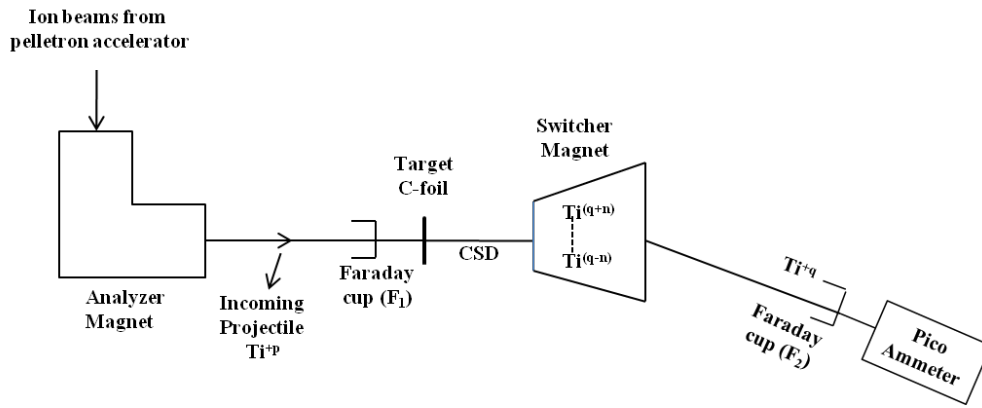 Ion beams from
pelletron accelerator
Analyzer
Magnet
Incoming
Projectile
Ti+p
Faraday
cup (F1)
Target
C-foil
CSD
Switcher
Magnet
Ti(q+n)
Ti(q-n)
Ti+q
Faraday
cup (F2)
Pico
Ammeter